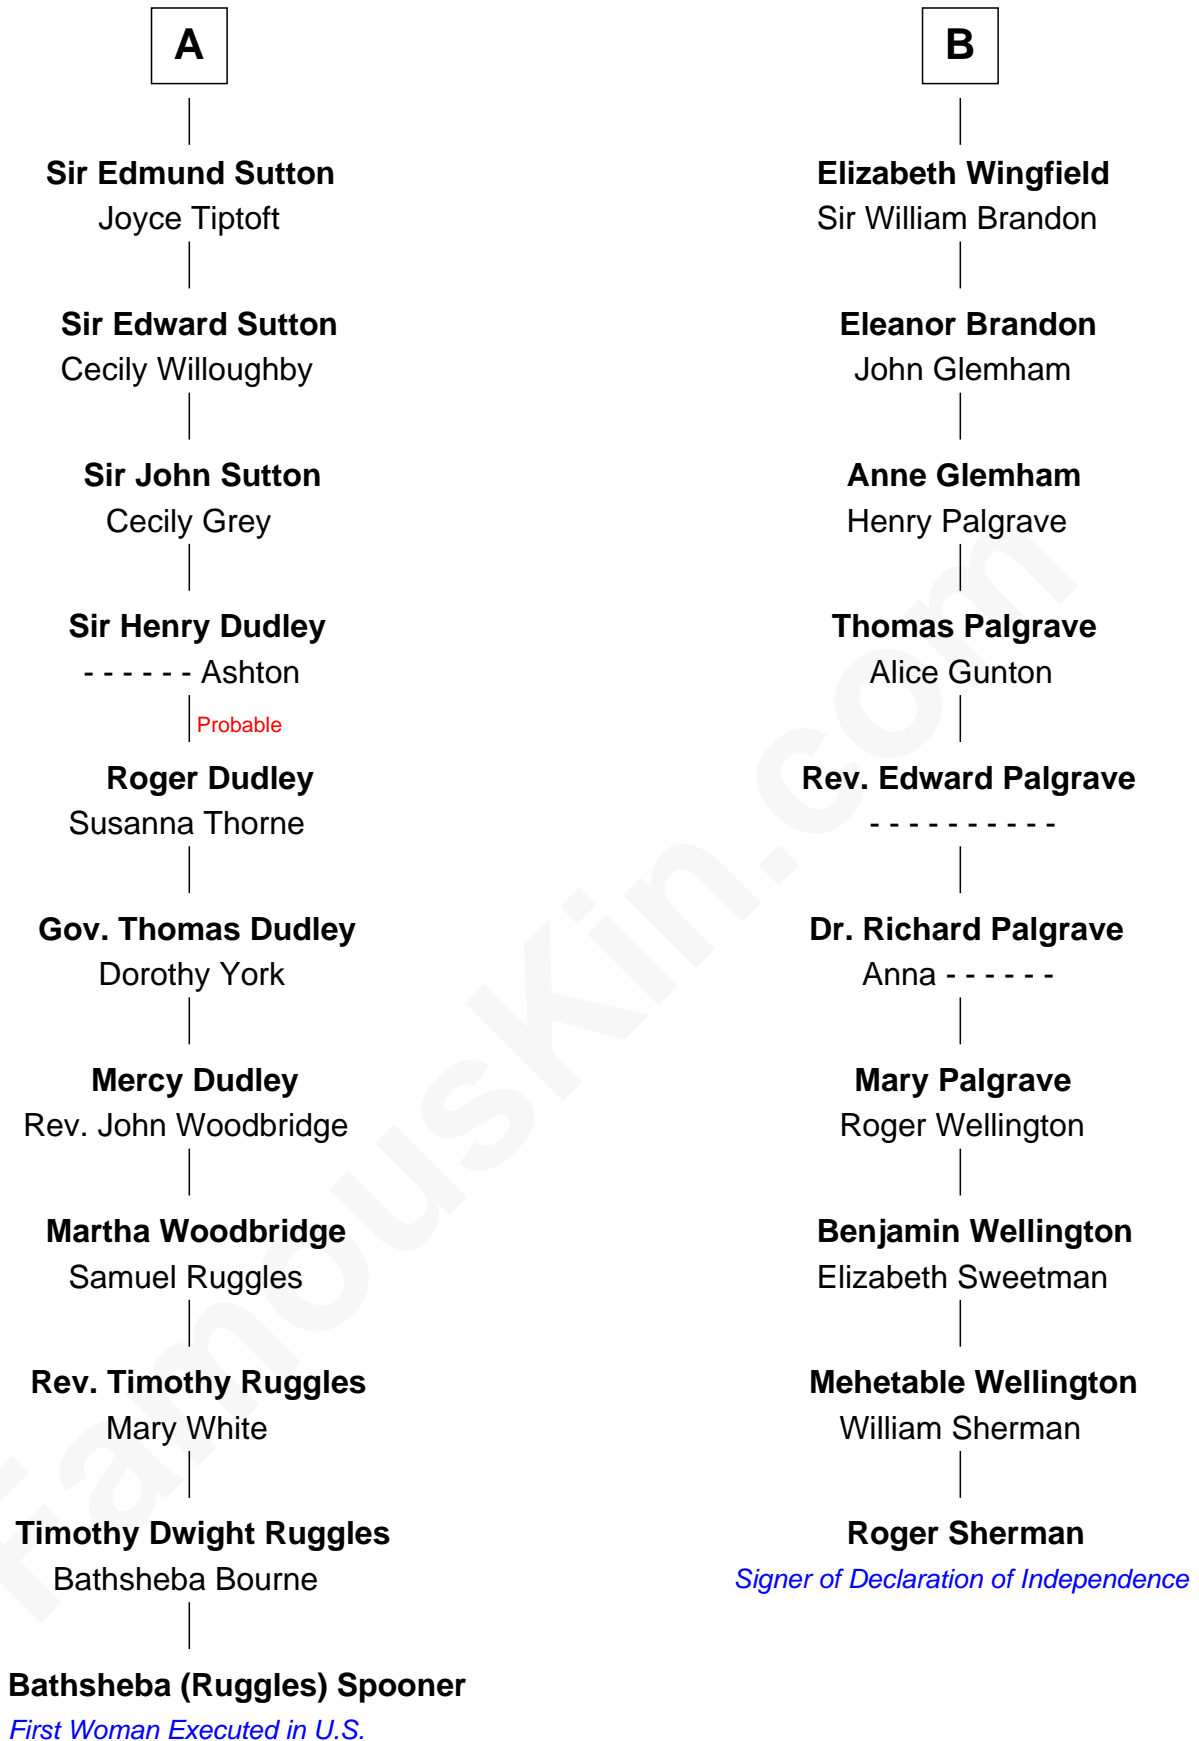 A
Sir Edmund Sutton
Joyce Tiptoft
Sir Edward Sutton
Cecily Willoughby
Sir John Sutton
Cecily Grey
Sir Henry Dudley
- - - - - - Ashton
Probable
Roger Dudley
Susanna Thorne
Gov. Thomas Dudley
Dorothy York
Mercy Dudley
Rev. John Woodbridge
Martha Woodbridge
Samuel Ruggles
Rev. Timothy Ruggles
Mary White
Timothy Dwight Ruggles
Bathsheba Bourne
Bathsheba (Ruggles) Spooner
First Woman Executed in U.S.
B
Elizabeth Wingfield
Sir William Brandon
Eleanor Brandon
John Glemham
Anne Glemham
Henry Palgrave
Thomas Palgrave
Alice Gunton
Rev. Edward Palgrave
- - - - - - - - - -
Dr. Richard Palgrave
Anna - - - - - -
Mary Palgrave
Roger Wellington
Benjamin Wellington
Elizabeth Sweetman
Mehetable Wellington
William Sherman
Roger Sherman
Signer of Declaration of Independence
FamousKin.com